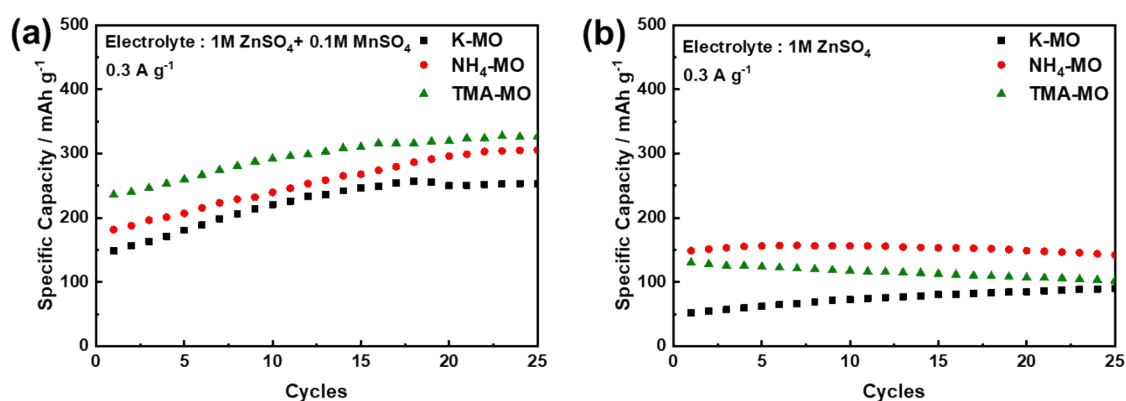 (a)
Electrolyte : 1M ZnSO₄+ 0.1M MnSO₄
0.3 A g⁻¹
K-MO
NH₄-MO
TMA-MO
Specific Capacity / mAh g⁻¹
500
400
300
200
100
0
0 5 10 15 20 25
Cycles
(b)
Electrolyte : 1M ZnSO₄
0.3 A g⁻¹
K-MO
NH₄-MO
TMA-MO
Specific Capacity / mAh g⁻¹
500
400
300
200
100
0
0 5 10 15 20 25
Cycles